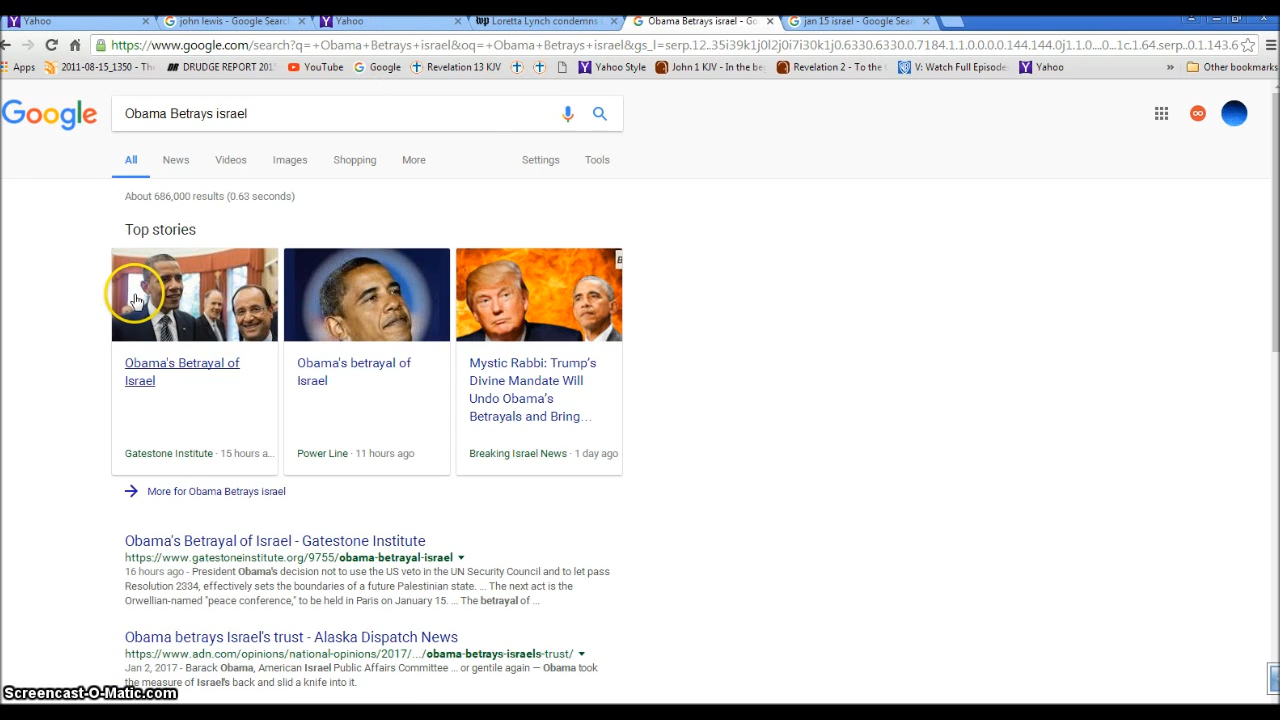 Yahoo
john lewis - Google Search
Yahoo
wp Loretta Lynch condemns
Obama Betrays israel - Go
jan 15 israel - Google Sear
https://www.google.com/search?q=+Obama+Betrays+israel&oq=+Obama+Betrays+israel&gs_l=serp.12..35i39k1j0l2j0i7i30k1j0.6330.6330.0.7184.1.1.0.0.0.0.144.144.0j1.1.0....0...1c.1.64.serp..0.1.143.6
Apps
2011-08-15_1350 - Th
DRUDGE REPORT 201
YouTube
Google
Revelation 13 KJV
Yahoo Style
John 1 KJV - In the be
Revelation 2 - To the
V: Watch Full Episode
Yahoo
»
Other bookmarks
Google
Obama Betrays israel
All
News
Videos
Images
Shopping
More
Settings
Tools
About 686,000 results (0.63 seconds)
Top stories
Obama's Betrayal of
Israel
Gatestone Institute · 15 hours a...
Obama's betrayal of
Israel
Power Line · 11 hours ago
Mystic Rabbi: Trump's
Divine Mandate Will
Undo Obama's
Betrayals and Bring...
Breaking Israel News · 1 day ago
More for Obama Betrays israel
Obama's Betrayal of Israel - Gatestone Institute
https://www.gatestoneinstitute.org/9755/obama-betrayal-israel
16 hours ago - President Obama's decision not to use the US veto in the UN Security Council and to let pass
Resolution 2334, effectively sets the boundaries of a future Palestinian state. ... The next act is the
Orwellian-named "peace conference," to be held in Paris on January 15. ... The betrayal of ...
Obama betrays Israel's trust - Alaska Dispatch News
https://www.adn.com/opinions/national-opinions/2017/.../obama-betrays-israels-trust/
Jan 2, 2017 - Barack Obama, American Israel Public Affairs Committee ... or gentile again — Obama took
the measure of Israel's back and slid a knife into it.
Screencast-O-Matic.com